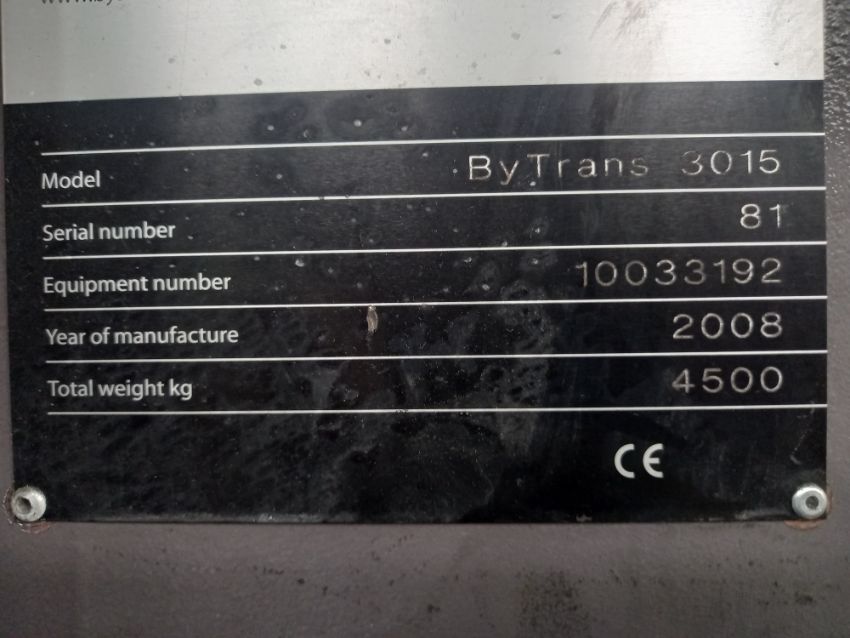 Model ByTrans 3015
Serial number 81
Equipment number 10033192
Year of manufacture 2008
Total weight kg 4500
CE